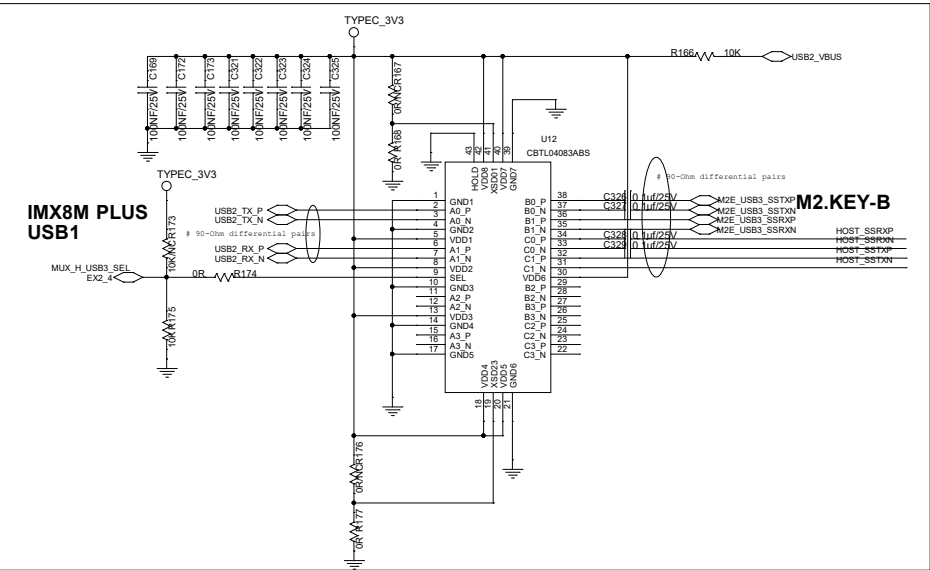 TYPEC_3V3
R166
10K
USB2_VBUS
C169
C172
C173
C321
C322
C323
C324
C325
100NF/25V
100NF/25V
100NF/25V
100NF/25V
100NF/25V
100NF/25V
100NF/25V
100NF/25V
0R/NC R167
0R R168
U12
CBTL04083ABS
43
42
41
40
39
HOLD
VDD8
XSD01
VDD7
GND7
TYPEC_3V3
IMX8M PLUS
USB1
10K/NC R173
USB2_TX_P
USB2_TX_N
# 90-Ohm differential pairs
USB2_RX_P
USB2_RX_N
MUX_H_USB3_SEL
EX2_4
0R
R174
10K R175
1 GND1
2 A0_P
3 A0_N
4 GND2
5 VDD1
6 A1_P
7 A1_N
8 VDD2
9 SEL
10 GND3
11 A2_P
12 A2_N
13 VDD3
14 GND4
15 A3_P
16 A3_N
17 GND5
B0_P 38
B0_N 37
B1_P 36
B1_N 35
C0_P 34
C0_N 33
C1_P 32
C1_N 31
VDD6 30
B2_P 29
B2_N 28
B3_P 27
B3_N 26
C2_P 25
C2_N 24
C3_P 23
C3_N 22
# 90-Ohm differential pairs
C326 0.1uf/25V
C327 0.1uf/25V
C328 0.1uf/25V
C329 0.1uf/25V
M2E_USB3_SSTXP
M2E_USB3_SSTXN
M2E_USB3_SSRXP
M2E_USB3_SSRXN
M2.KEY-B
HOST_SSRXP
HOST_SSRXN
HOST_SSTXP
HOST_SSTXN
VDD4
XSD23
VDD5
GND6
18
19
20
21
0R/NC R176
0R R177